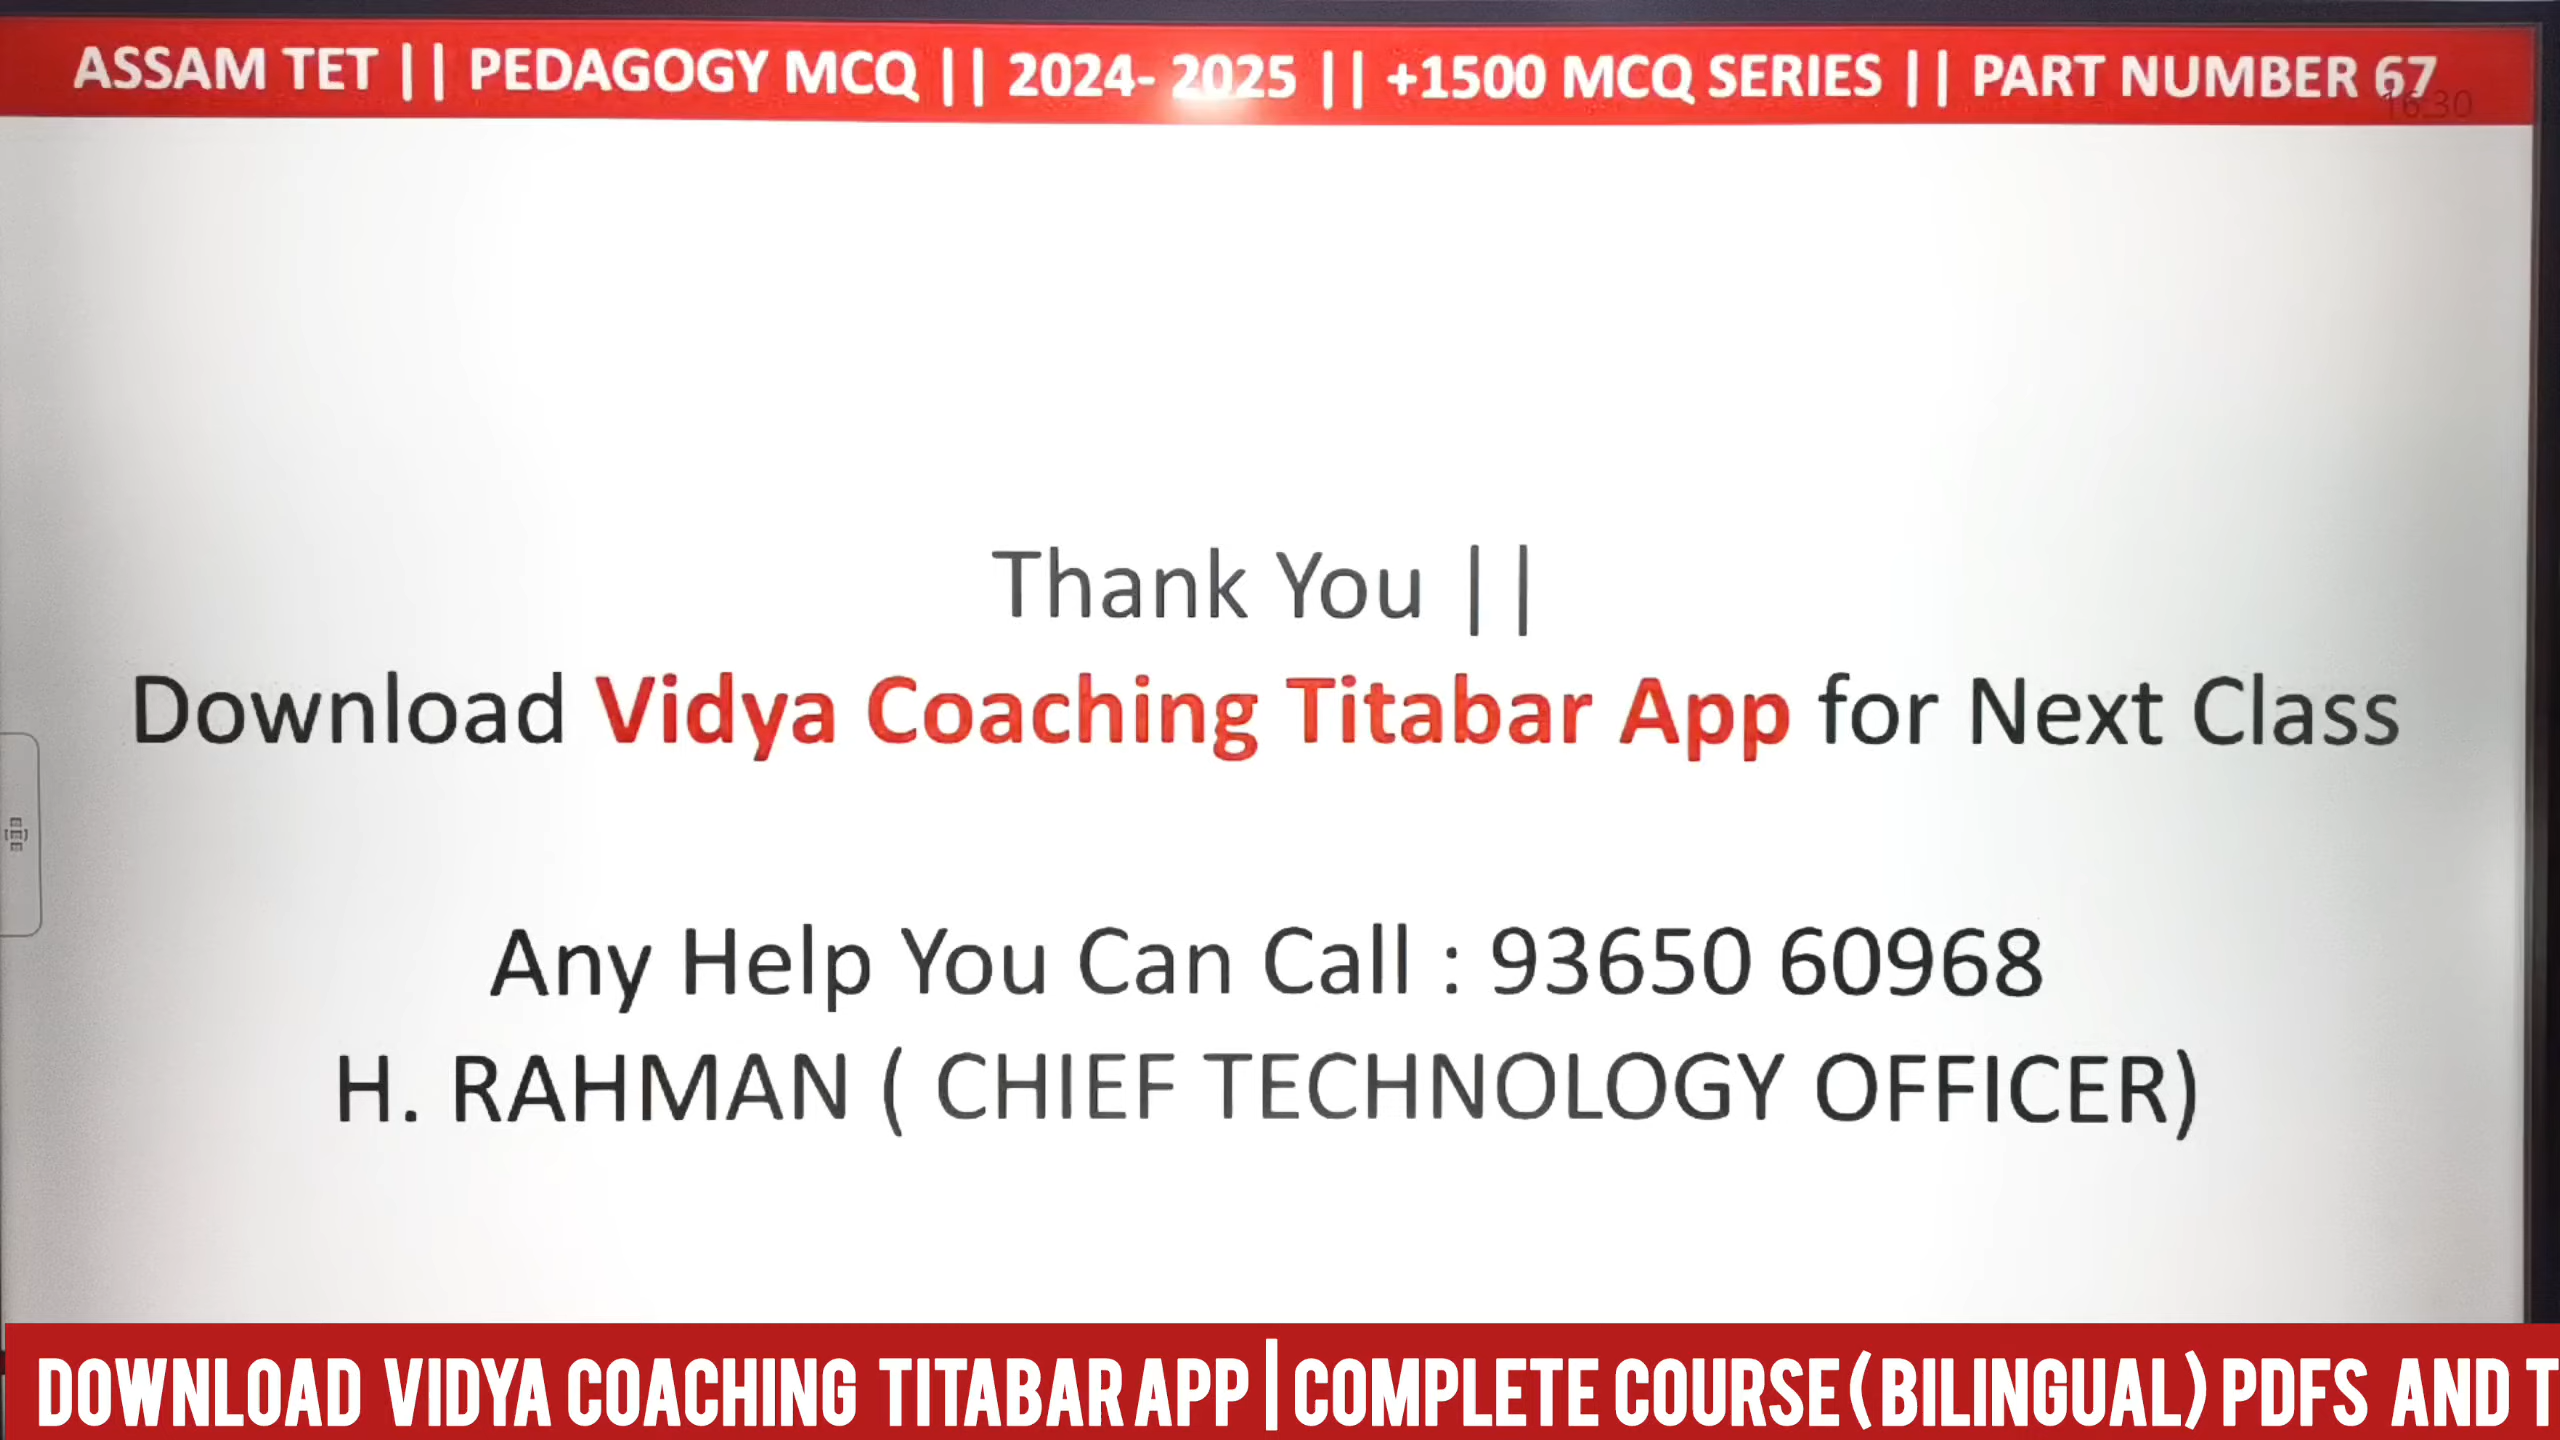 ASSAM TET || PEDAGOGY MCQ || 2024- 2025 || +1500 MCQ SERIES || PART NUMBER 67
16:30
Thank You ||
Download Vidya Coaching Titabar App for Next Class
Any Help You Can Call : 93650 60968
H. RAHMAN ( CHIEF TECHNOLOGY OFFICER)
DOWNLOAD VIDYA COACHING TITABAR APP | COMPLETE COURSE (BILINGUAL) PDFS AND T